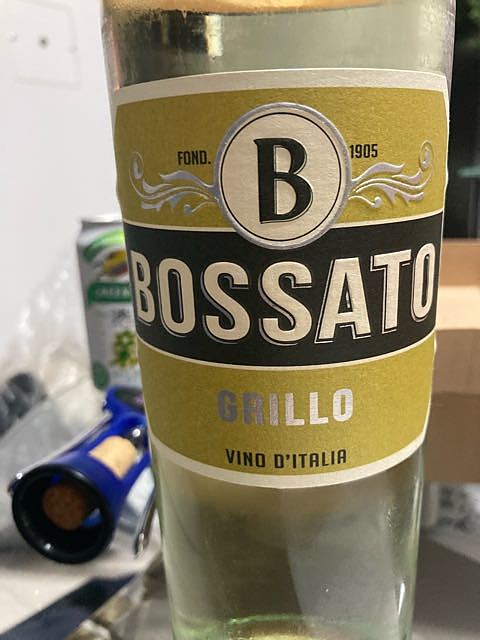 FOND.
B
1905
BOSSATO
GRILLO
VINO D'ITALIA